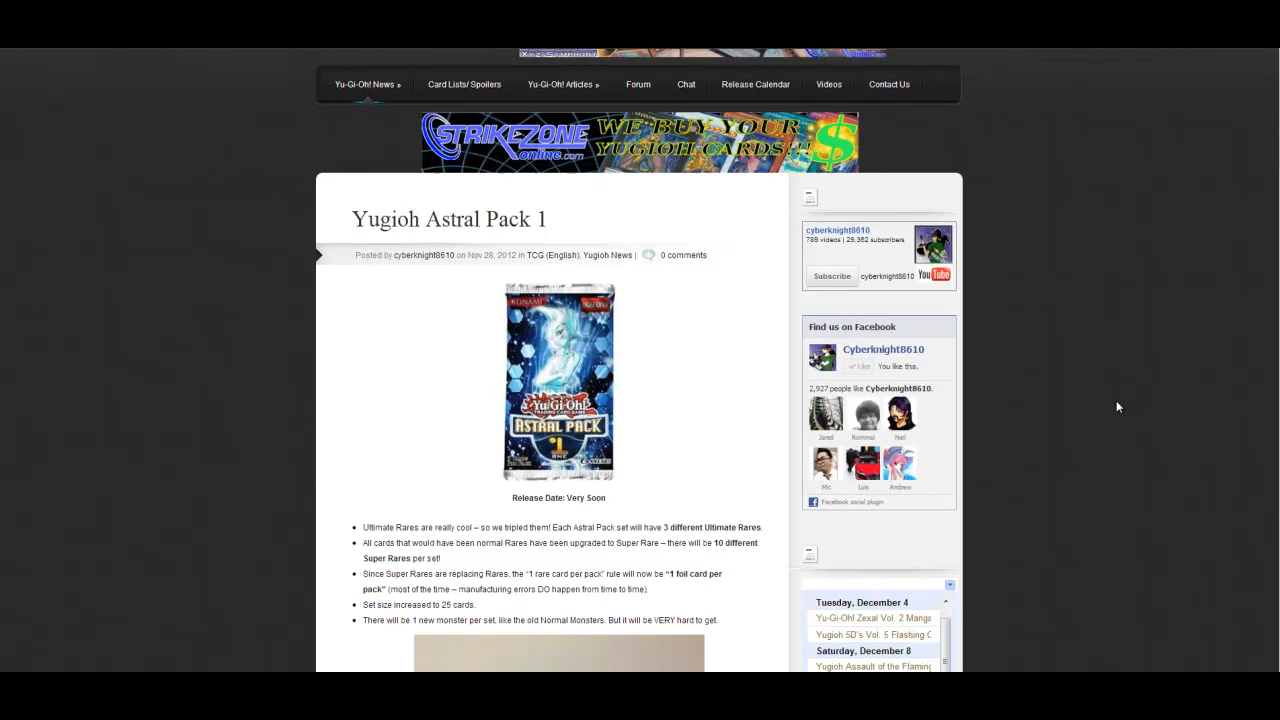 Yu-Gi-Oh! News »
Card Lists/ Spoilers
Yu-Gi-Oh! Articles »
Forum
Chat
Release Calendar
Videos
Contact Us
STRIKEZONE
online.com
WE BUY YOUR
YUGIOH CARDS!!!
$
Yugioh Astral Pack 1
Posted by cyberknight8610 on Nov 28, 2012 in TCG (English), Yugioh News | 0 comments
KONAMI
Yu-Gi-Oh!
TRADING CARD GAME
ASTRAL PACK
1
ONE
Release Date: Very Soon
• Ultimate Rares are really cool – so we tripled them! Each Astral Pack set will have 3 different Ultimate Rares.
• All cards that would have been normal Rares have been upgraded to Super Rare – there will be 10 different
Super Rares per set!
• Since Super Rares are replacing Rares, the “1 rare card per pack” rule will now be “1 foil card per
pack” (most of the time – manufacturing errors DO happen from time to time).
• Set size increased to 25 cards.
• There will be 1 new monster per set, like the old Normal Monsters. But it will be VERY hard to get.
cyberknight8610
789 videos | 29,362 subscribers
Subscribe
cyberknight8610
YouTube
Find us on Facebook
Cyberknight8610
Like
You like this.
2,927 people like Cyberknight8610.
Jared
Rommel
Neil
Mic
Luis
Andrew
Facebook social plugin
Tuesday, December 4
Yu-Gi-Oh! Zexal Vol. 2 Manga
Yugioh 5D's Vol. 5 Flashing
Saturday, December 8
Yugioh Assault of the Flaming